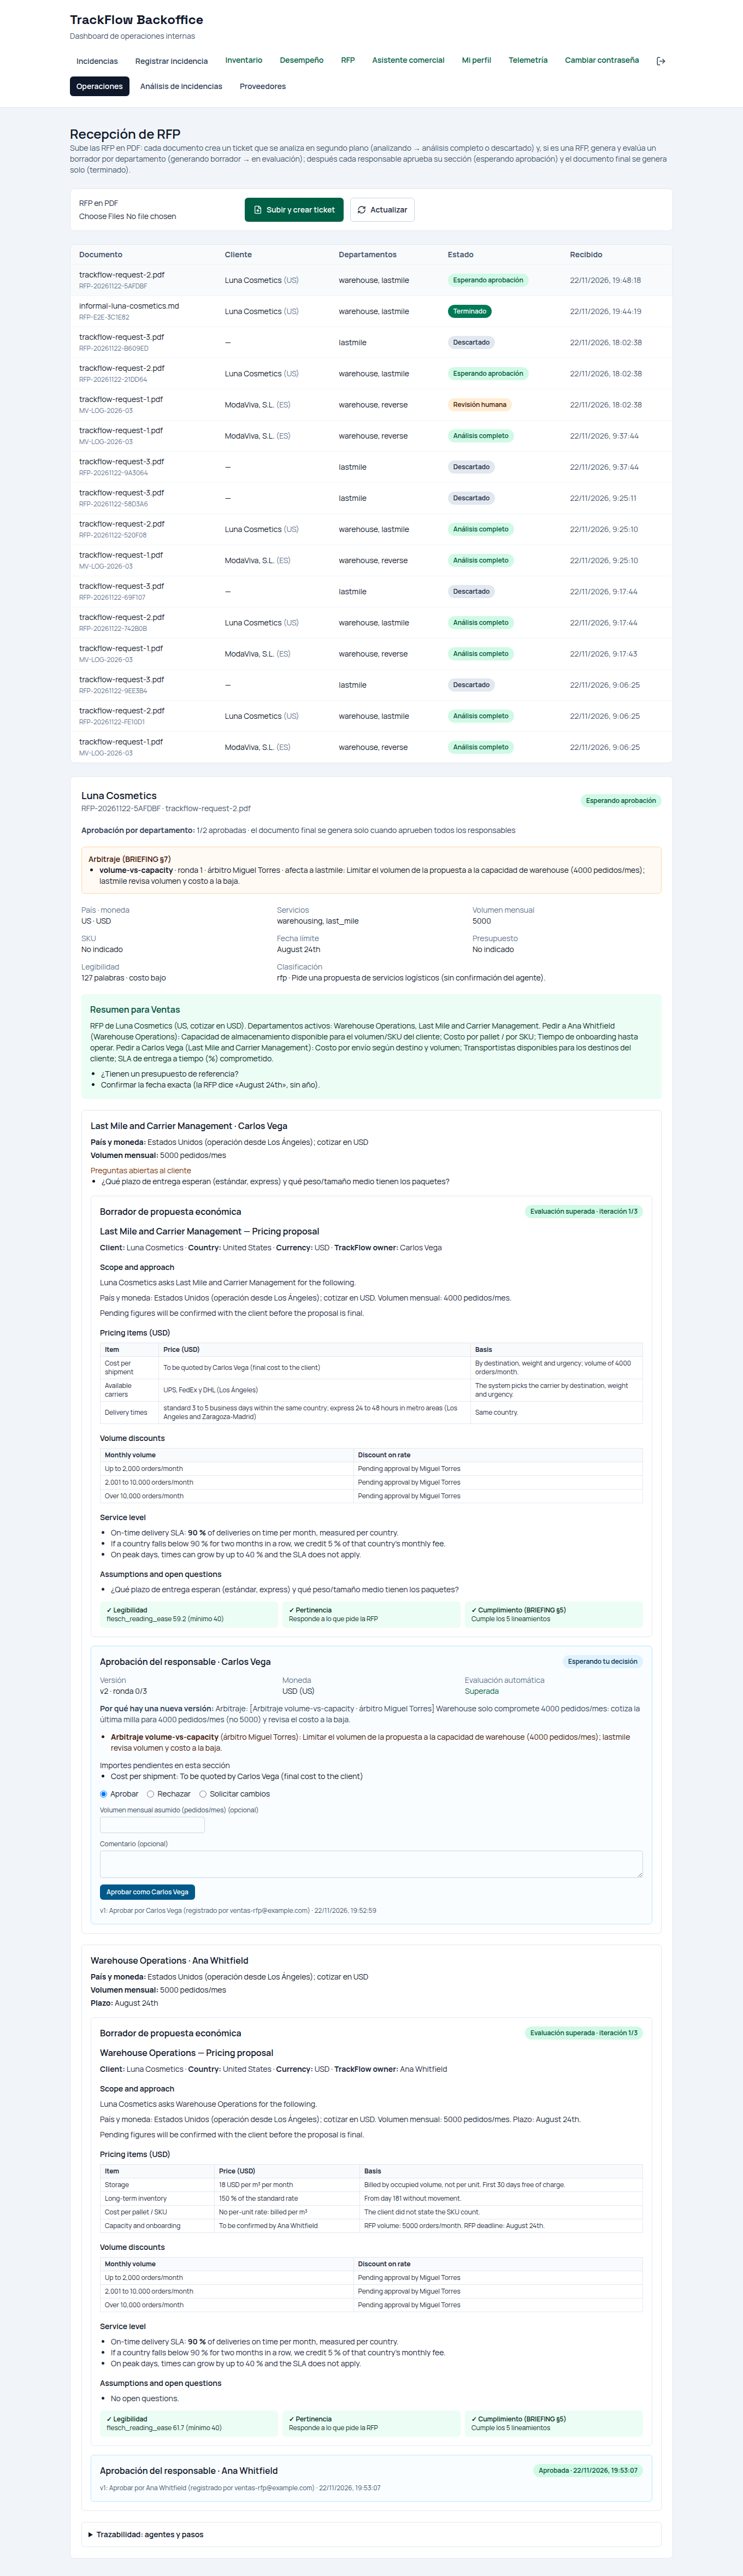 TrackFlow Backoffice
Dashboard de operaciones internas
Incidencias
Registrar incidencia
Inventario
Desempeño
RFP
Asistente comercial
Mi perfil
Telemetría
Cambiar contraseña
Operaciones
Análisis de incidencias
Proveedores
Recepción de RFP
Sube las RFP en PDF: cada documento crea un ticket que se analiza en segundo plano (analizando → análisis completo o descartado) y, si es una RFP, genera y evalúa un
borrador por departamento (generando borrador → en evaluación); después cada responsable aprueba su sección (esperando aprobación) y el documento final se genera
solo (terminado).
RFP en PDF
Choose Files No file chosen
Subir y crear ticket
Actualizar
Documento Cliente Departamentos Estado Recibido
trackflow-request-2.pdf
RFP-20261122-5AFDBF
Luna Cosmetics (US) warehouse, lastmile Esperando aprobación 22/11/2026, 19:48:18
informal-luna-cosmetics.md
RFP-E2E-3C1E82
Luna Cosmetics (US) warehouse, lastmile Terminado 22/11/2026, 19:44:19
trackflow-request-3.pdf
RFP-20261122-B609ED
— lastmile Descartado 22/11/2026, 18:02:38
trackflow-request-2.pdf
RFP-20261122-21DD64
Luna Cosmetics (US) warehouse, lastmile Esperando aprobación 22/11/2026, 18:02:38
trackflow-request-1.pdf
MV-LOG-2026-03
ModaViva, S.L. (ES) warehouse, reverse Revisión humana 22/11/2026, 18:02:38
trackflow-request-1.pdf
MV-LOG-2026-03
ModaViva, S.L. (ES) warehouse, reverse Análisis completo 22/11/2026, 9:37:44
trackflow-request-3.pdf
RFP-20261122-9A3064
— lastmile Descartado 22/11/2026, 9:37:44
trackflow-request-3.pdf
RFP-20261122-58D3A6
— lastmile Descartado 22/11/2026, 9:25:11
trackflow-request-2.pdf
RFP-20261122-520F08
Luna Cosmetics (US) warehouse, lastmile Análisis completo 22/11/2026, 9:25:10
trackflow-request-1.pdf
MV-LOG-2026-03
ModaViva, S.L. (ES) warehouse, reverse Análisis completo 22/11/2026, 9:25:10
trackflow-request-3.pdf
RFP-20261122-69F107
— lastmile Descartado 22/11/2026, 9:17:44
trackflow-request-2.pdf
RFP-20261122-742B0B
Luna Cosmetics (US) warehouse, lastmile Análisis completo 22/11/2026, 9:17:44
trackflow-request-1.pdf
MV-LOG-2026-03
ModaViva, S.L. (ES) warehouse, reverse Análisis completo 22/11/2026, 9:17:43
trackflow-request-3.pdf
RFP-20261122-9EE3B4
— lastmile Descartado 22/11/2026, 9:06:25
trackflow-request-2.pdf
RFP-20261122-FE10D1
Luna Cosmetics (US) warehouse, lastmile Análisis completo 22/11/2026, 9:06:25
trackflow-request-1.pdf
MV-LOG-2026-03
ModaViva, S.L. (ES) warehouse, reverse Análisis completo 22/11/2026, 9:06:25
Luna Cosmetics
RFP-20261122-5AFDBF · trackflow-request-2.pdf
Esperando aprobación
Aprobación por departamento: 1/2 aprobadas · el documento final se genera solo cuando aprueben todos los responsables
Arbitraje (BRIEFING §7)
• volume-vs-capacity · ronda 1 · árbitro Miguel Torres · afecta a lastmile: Limitar el volumen de la propuesta a la capacidad de warehouse (4000 pedidos/mes);
lastmile revisa volumen y costo a la baja.
País · moneda
US · USD
Servicios
warehousing, last_mile
Volumen mensual
5000
SKU
No indicado
Fecha límite
August 24th
Presupuesto
No indicado
Legibilidad
127 palabras · costo bajo
Clasificación
rfp · Pide una propuesta de servicios logísticos (sin confirmación del agente).
Resumen para Ventas
RFP de Luna Cosmetics (US, cotizar en USD). Departamentos activos: Warehouse Operations, Last Mile and Carrier Management. Pedir a Ana Whitfield
(Warehouse Operations): Capacidad de almacenamiento disponible para el volumen/SKU del cliente; Costo por pallet / por SKU; Tiempo de onboarding hasta
operar. Pedir a Carlos Vega (Last Mile and Carrier Management): Costo por envío según destino y volumen; Transportistas disponibles para los destinos del
cliente; SLA de entrega a tiempo (%) comprometido.
• ¿Tienen un presupuesto de referencia?
• Confirmar la fecha exacta (la RFP dice «August 24th», sin año).
Last Mile and Carrier Management · Carlos Vega
País y moneda: Estados Unidos (operación desde Los Ángeles); cotizar en USD
Volumen mensual: 5000 pedidos/mes
Preguntas abiertas al cliente
• ¿Qué plazo de entrega esperan (estándar, express) y qué peso/tamaño medio tienen los paquetes?
Borrador de propuesta económica
Evaluación superada · iteración 1/3
Last Mile and Carrier Management — Pricing proposal
Client: Luna Cosmetics · Country: United States · Currency: USD · TrackFlow owner: Carlos Vega
Scope and approach
Luna Cosmetics asks Last Mile and Carrier Management for the following.
País y moneda: Estados Unidos (operación desde Los Ángeles); cotizar en USD. Volumen mensual: 4000 pedidos/mes.
Pending figures will be confirmed with the client before the proposal is final.
Pricing items (USD)
Item Price (USD) Basis
Cost per shipment To be quoted by Carlos Vega (final cost to the client) By destination, weight and urgency; volume of 4000 orders/month.
Available carriers UPS, FedEx y DHL (Los Ángeles) The system picks the carrier by destination, weight and urgency.
Delivery times standard 3 to 5 business days within the same country; express 24 to 48 hours in metro areas (Los Angeles and Zaragoza-Madrid) Same country.
Volume discounts
Monthly volume Discount on rate
Up to 2,000 orders/month Pending approval by Miguel Torres
2,001 to 10,000 orders/month Pending approval by Miguel Torres
Over 10,000 orders/month Pending approval by Miguel Torres
Service level
• On-time delivery SLA: 90 % of deliveries on time per month, measured per country.
• If a country falls below 90 % for two months in a row, we credit 5 % of that country's monthly fee.
• On peak days, times can grow by up to 40 % and the SLA does not apply.
Assumptions and open questions
• ¿Qué plazo de entrega esperan (estándar, express) y qué peso/tamaño medio tienen los paquetes?
✓ Legibilidad
flesch_reading_ease 59.2 (mínimo 40)
✓ Pertinencia
Responde a lo que pide la RFP
✓ Cumplimiento (BRIEFING §5)
Cumple los 5 lineamientos
Aprobación del responsable · Carlos Vega
Esperando tu decisión
Versión
v2 · ronda 0/3
Moneda
USD (US)
Evaluación automática
Superada
Por qué hay una nueva versión: Arbitraje: [Arbitraje volume-vs-capacity · árbitro Miguel Torres] Warehouse solo compromete 4000 pedidos/mes: cotiza la
última milla para 4000 pedidos/mes (no 5000) y revisa el costo a la baja.
• Arbitraje volume-vs-capacity (árbitro Miguel Torres): Limitar el volumen de la propuesta a la capacidad de warehouse (4000 pedidos/mes); lastmile
revisa volumen y costo a la baja.
Importes pendientes en esta sección
• Cost per shipment: To be quoted by Carlos Vega (final cost to the client)
Aprobar
Rechazar
Solicitar cambios
Volumen mensual asumido (pedidos/mes) (opcional)
Comentario (opcional)
Aprobar como Carlos Vega
v1: Aprobar por Carlos Vega (registrado por ventas-rfp@example.com) · 22/11/2026, 19:52:59
Warehouse Operations · Ana Whitfield
País y moneda: Estados Unidos (operación desde Los Ángeles); cotizar en USD
Volumen mensual: 5000 pedidos/mes
Plazo: August 24th
Borrador de propuesta económica
Evaluación superada · iteración 1/3
Warehouse Operations — Pricing proposal
Client: Luna Cosmetics · Country: United States · Currency: USD · TrackFlow owner: Ana Whitfield
Scope and approach
Luna Cosmetics asks Warehouse Operations for the following.
País y moneda: Estados Unidos (operación desde Los Ángeles); cotizar en USD. Volumen mensual: 5000 pedidos/mes. Plazo: August 24th.
Pending figures will be confirmed with the client before the proposal is final.
Pricing items (USD)
Item Price (USD) Basis
Storage 18 USD per m³ per month Billed by occupied volume, not per unit. First 30 days free of charge.
Long-term inventory 150 % of the standard rate From day 181 without movement.
Cost per pallet / SKU No per-unit rate: billed per m³ The client did not state the SKU count.
Capacity and onboarding To be confirmed by Ana Whitfield RFP volume: 5000 orders/month. RFP deadline: August 24th.
Volume discounts
Monthly volume Discount on rate
Up to 2,000 orders/month Pending approval by Miguel Torres
2,001 to 10,000 orders/month Pending approval by Miguel Torres
Over 10,000 orders/month Pending approval by Miguel Torres
Service level
• On-time delivery SLA: 90 % of deliveries on time per month, measured per country.
• If a country falls below 90 % for two months in a row, we credit 5 % of that country's monthly fee.
• On peak days, times can grow by up to 40 % and the SLA does not apply.
Assumptions and open questions
• No open questions.
✓ Legibilidad
flesch_reading_ease 61.7 (mínimo 40)
✓ Pertinencia
Responde a lo que pide la RFP
✓ Cumplimiento (BRIEFING §5)
Cumple los 5 lineamientos
Aprobación del responsable · Ana Whitfield
Aprobada · 22/11/2026, 19:53:07
v1: Aprobar por Ana Whitfield (registrado por ventas-rfp@example.com) · 22/11/2026, 19:53:07
▶ Trazabilidad: agentes y pasos